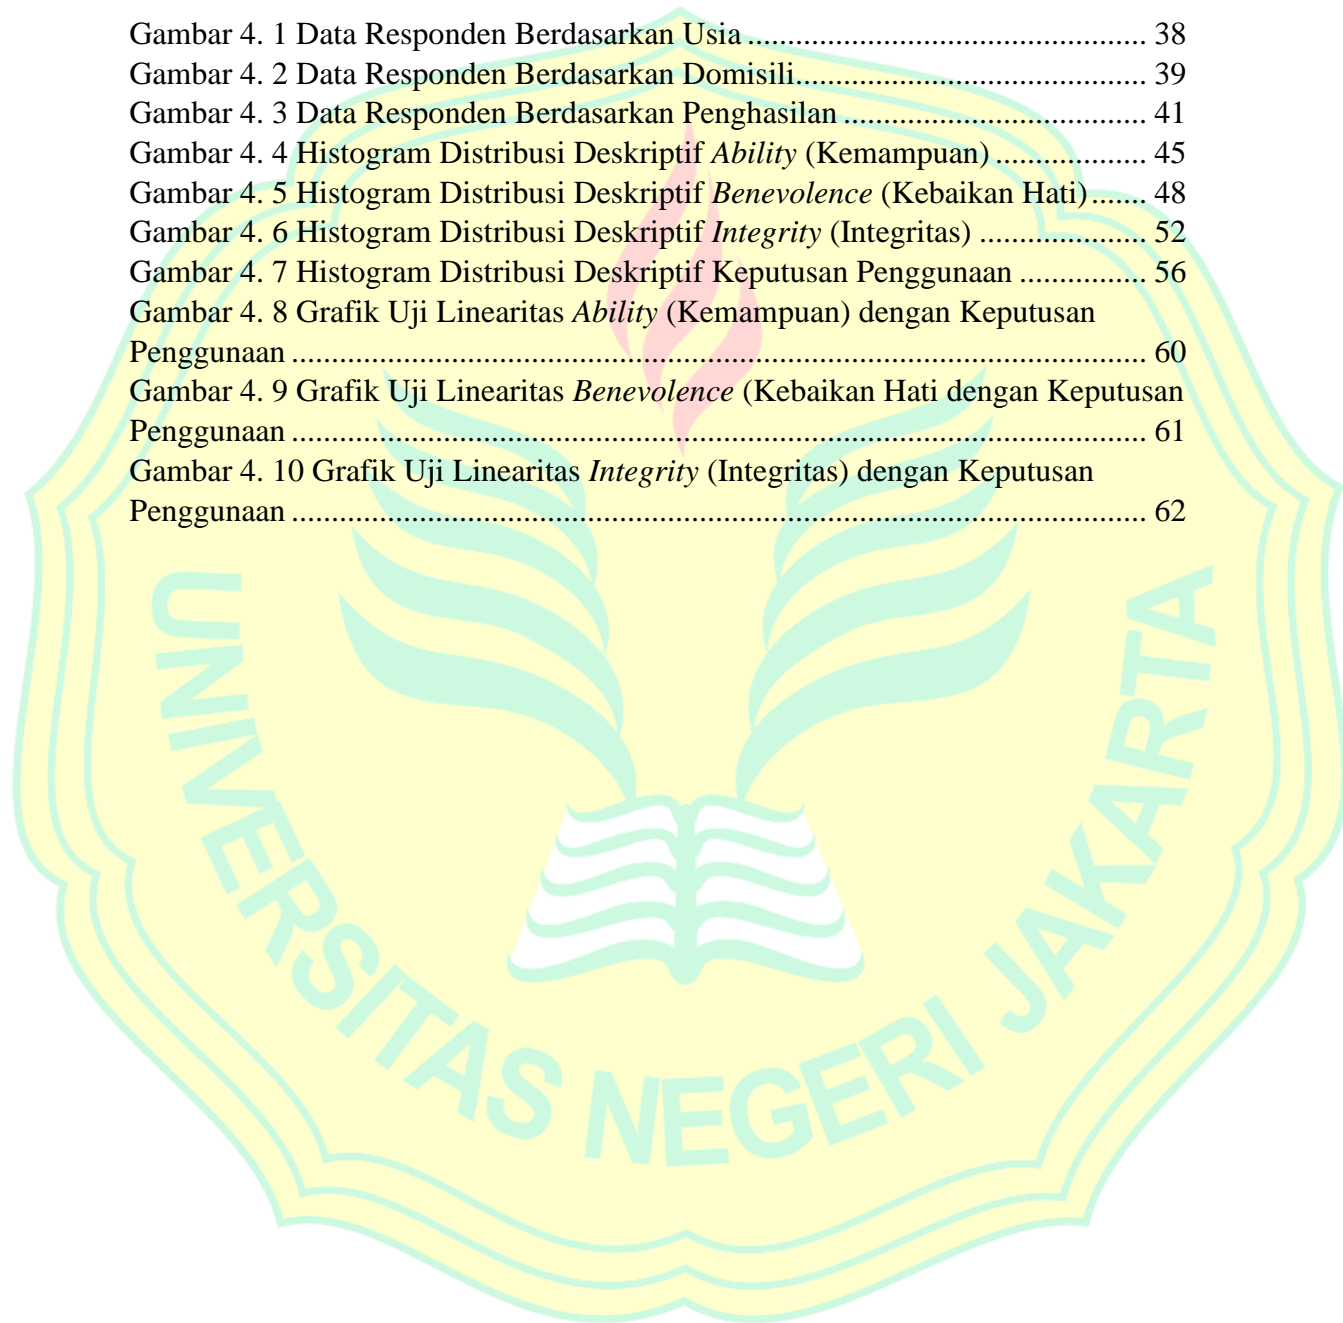 Gambar 4. 1 Data Responden Berdasarkan Usia .................................................. 38
Gambar 4. 2 Data Responden Berdasarkan Domisili............................................ 39
Gambar 4. 3 Data Responden Berdasarkan Penghasilan ...................................... 41
Gambar 4. 4 Histogram Distribusi Deskriptif Ability (Kemampuan) ................... 45
Gambar 4. 5 Histogram Distribusi Deskriptif Benevolence (Kebaikan Hati) ....... 48
Gambar 4. 6 Histogram Distribusi Deskriptif Integrity (Integritas) ..................... 52
Gambar 4. 7 Histogram Distribusi Deskriptif Keputusan Penggunaan ................ 56
Gambar 4. 8 Grafik Uji Linearitas Ability (Kemampuan) dengan Keputusan
Penggunaan ........................................................................................................... 60
Gambar 4. 9 Grafik Uji Linearitas Benevolence (Kebaikan Hati dengan Keputusan
Penggunaan ........................................................................................................... 61
Gambar 4. 10 Grafik Uji Linearitas Integrity (Integritas) dengan Keputusan
Penggunaan ........................................................................................................... 62
UNIVERSITAS NEGERI JAKARTA